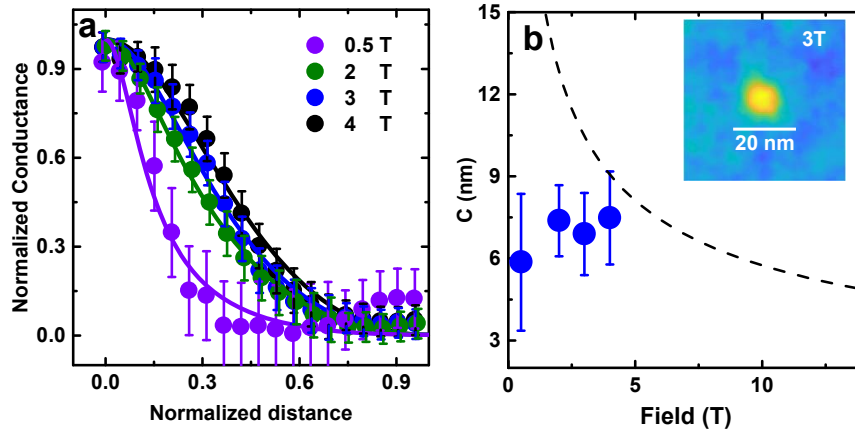 a
0.5 T
2 T
3 T
4 T
0.9
0.6
0.3
0.0
0.0 0.3 0.6 0.9
Normalized Conductance
Normalized distance
b
3T
20 nm
15
12
9
6
3
0 5 10
C (nm)
Field (T)